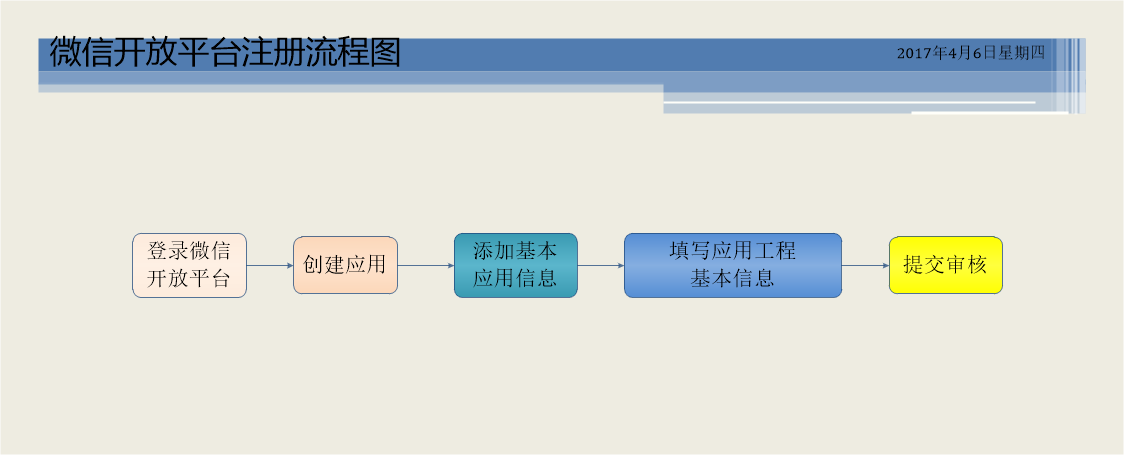 微信开放平台注册流程图
2017年4月6日星期四
登录微信
开放平台
创建应用
添加基本
应用信息
填写应用工程
基本信息
提交审核